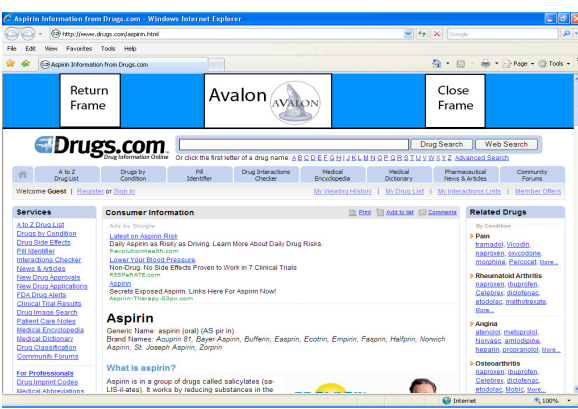 Aspirin Information from Drugs.com - Windows Internet Explorer
http://www.drugs.com/aspirin.html
Google
File Edit View Favorites Tools Help
Aspirin Information from Drugs.com
Page Tools
Return Frame
Avalon
AVALON
Close Frame
Drugs.com
Drug Information Online
Drug Search
Web Search
Or click the first letter of a drug name: A B C D E F G H I J K L M N O P Q R S T U V W X Y Z Advanced Search
A to Z Drug List
Drugs by Condition
Pill Identifier
Drug Interactions Checker
Medical Encyclopedia
Medical Dictionary
Pharmaceutical News & Articles
Community Forums
Welcome Guest | Register or Sign In
My Viewing History | My Drug List | My Interactions Lists | Member Offers
Services
A to Z Drug List
Drugs by Condition
Drug Side Effects
Pill Identifier
Interactions Checker
News & Articles
New Drug Approvals
New Drug Applications
FDA Drug Alerts
Clinical Trial Results
Drug Image Search
Patient Care Notes
Medical Encyclopedia
Medical Dictionary
Drug Classification
Community Forums
For Professionals
Drug Imprint Codes
Medical Abbreviations
Consumer Information
Print Add to list Comments
Ads by Google
Latest on Aspirin Risk
Daily Aspirin as Risky as Driving. Learn More About Daily Drug Risks.
RevolutionHealth.com
Lower Your Blood Pressure
Non-Drug. No Side Effects Proven to Work in 7 Clinical Trials
RESPeRATE.com
Aspirin
Secrets Exposed Aspirin. Links Here For Aspirin Now!
Aspirin-Therapy.G3px.com
Aspirin
Generic Name: aspirin (oral) (AS pir in)
Brand Names: Acuprin 81, Bayer Aspirin, Bufferin, Easprin, Ecotrin, Empirin, Fasprin, Halfprin, Norwich
Aspirin, St. Joseph Aspirin, Zorprin
What is aspirin?
Aspirin is in a group of drugs called salicylates (sa-
LIS-il-ates). It works by reducing substances in the
Related Drugs
By Condition
Pain
tramadol, Vicodin,
naproxen, oxycodone,
morphine, Percocet, More...
Rheumatoid Arthritis
naproxen, ibuprofen,
Celebrex, diclofenac,
etodolac, methotrexate,
More...
Angina
atenolol, metoprolol,
Norvasc, amlodipine,
heparin, propranolol, More...
Osteoarthritis
naproxen, ibuprofen,
Celebrex, diclofenac,
etodolac, Mobic, More...
Internet
100%